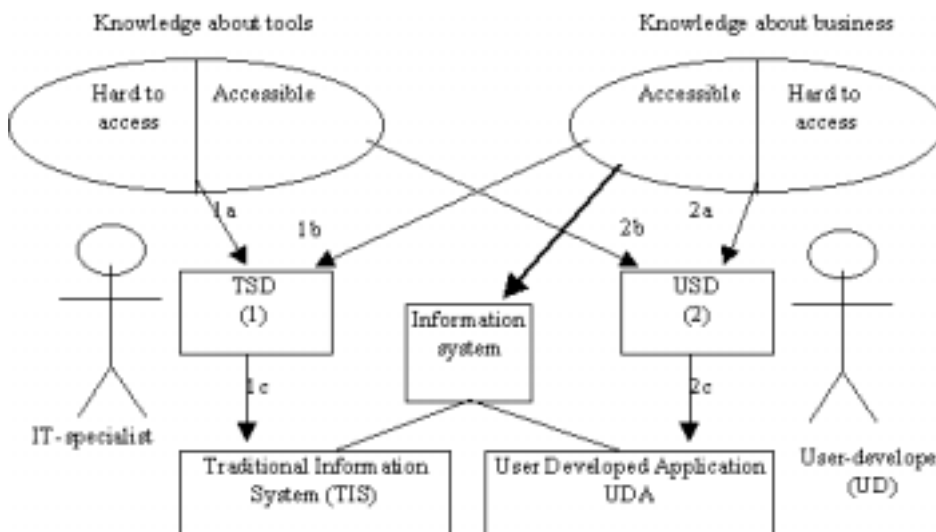 Knowledge about tools
Knowledge about business
Hard to
access
Accessible
Accessible
Hard to
access
1a
1b
2b
2a
TSD
(1)
Information
system
USD
(2)
1c
2c
IT-specialist
Traditional Information
System (TIS)
User Developed Application
UDA
User-develope
(UD)